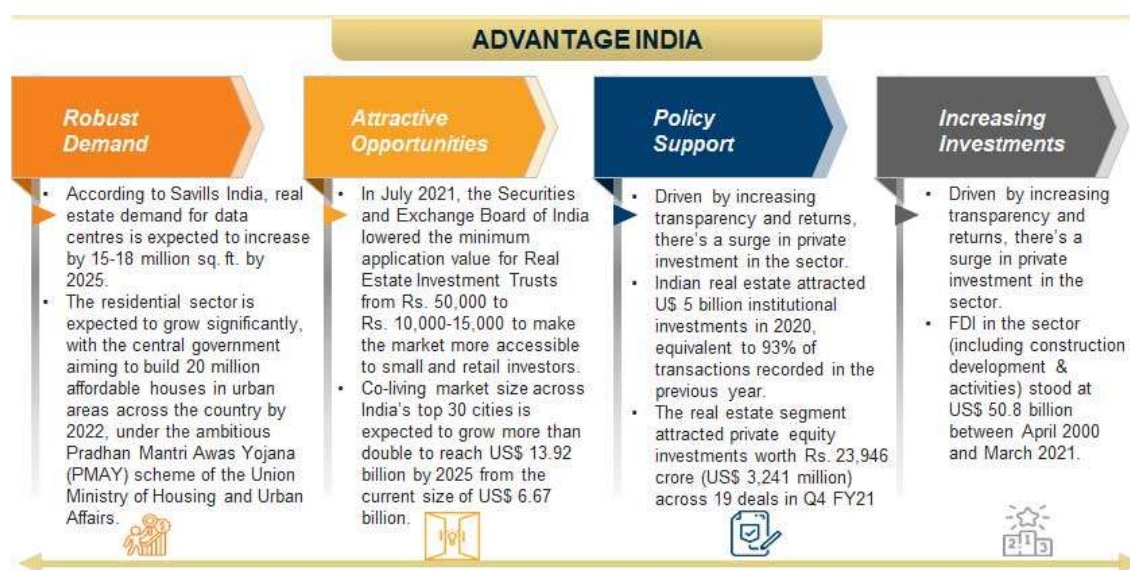 ADVANTAGE INDIA
Robust
Demand
• According to Savills India, real
estate demand for data
centres is expected to increase
by 15-18 million sq. ft. by
2025.
• The residential sector is
expected to grow significantly,
with the central government
aiming to build 20 million
affordable houses in urban
areas across the country by
2022, under the ambitious
Pradhan Mantri Awas Yojana
(PMAY) scheme of the Union
Ministry of Housing and Urban
Affairs.
Attractive
Opportunities
• In July 2021, the Securities
and Exchange Board of India
lowered the minimum
application value for Real
Estate Investment Trusts
from Rs. 50,000 to
Rs. 10,000-15,000 to make
the market more accessible
to small and retail investors.
• Co-living market size across
India's top 30 cities is
expected to grow more than
double to reach US$ 13.92
billion by 2025 from the
current size of US$ 6.67
billion.
Policy
Support
• Driven by increasing
transparency and returns,
there's a surge in private
investment in the sector.
• Indian real estate attracted
U$ 5 billion institutional
investments in 2020,
equivalent to 93% of
transactions recorded in the
previous year.
• The real estate segment
attracted private equity
investments worth Rs. 23,946
crore (US$ 3,241 million)
across 19 deals in Q4 FY21
Increasing
Investments
• Driven by increasing
transparency and
returns, there's a
surge in private
investment in the
sector.
• FDI in the sector
(including construction
development &
activities) stood at
US$ 50.8 billion
between April 2000
and March 2021.
2 1 3